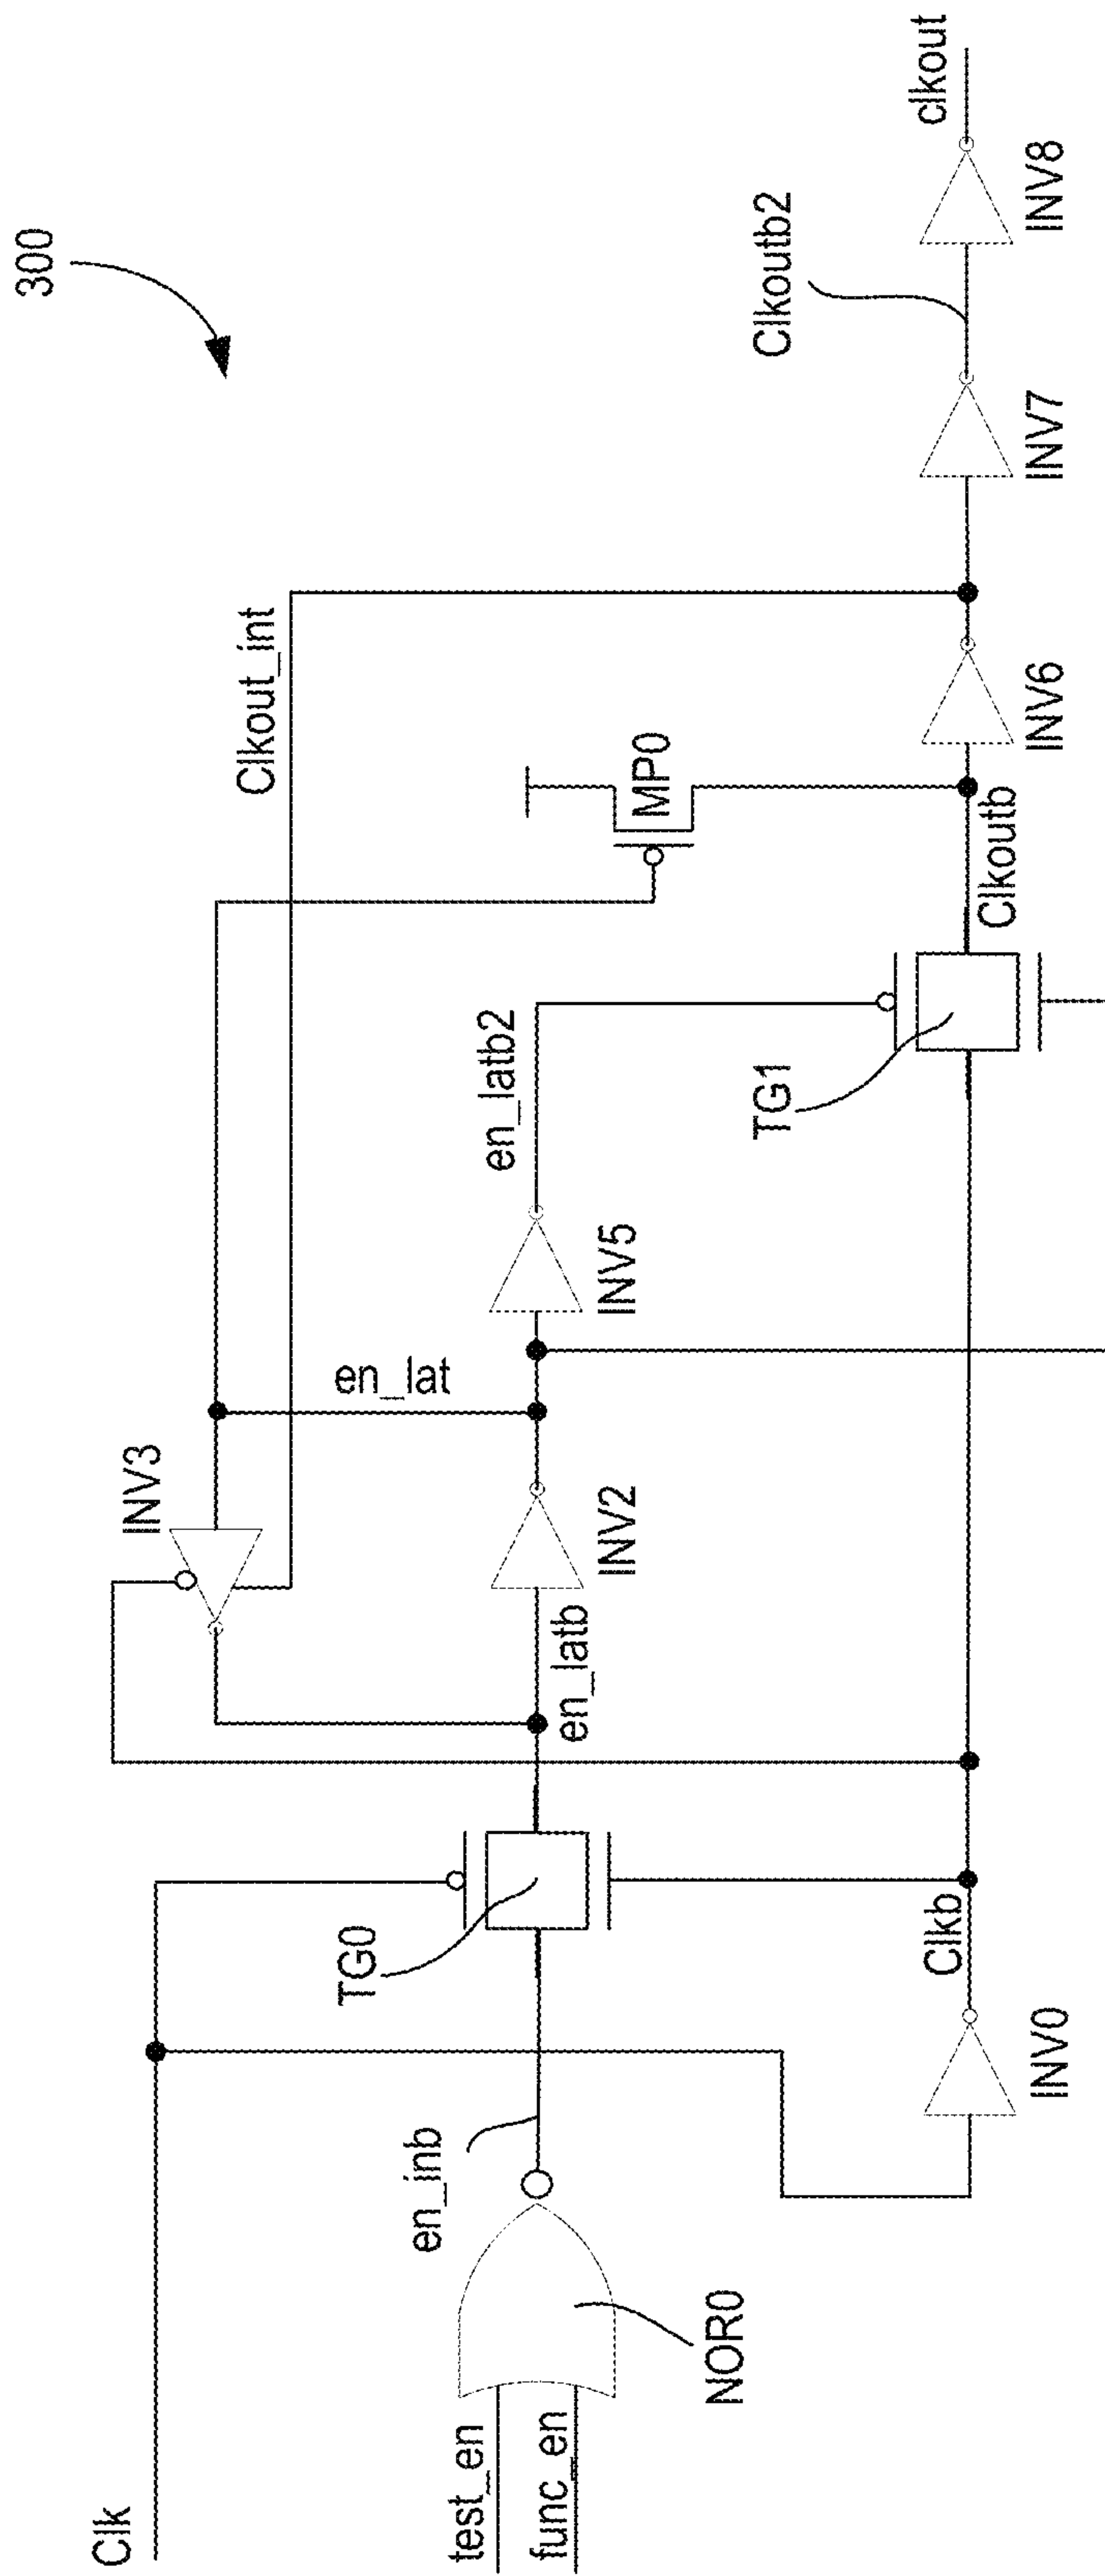 300
Clk
test_en
func_en
NOR0
en_inb
TG0
INV0
Clkb
en_latb
INV3
INV2
en_lat
INV5
en_latb2
TG1
Clkoutb
MP0
Clkout_int
INV6
INV7
Clkoutb2
INV8
clkout